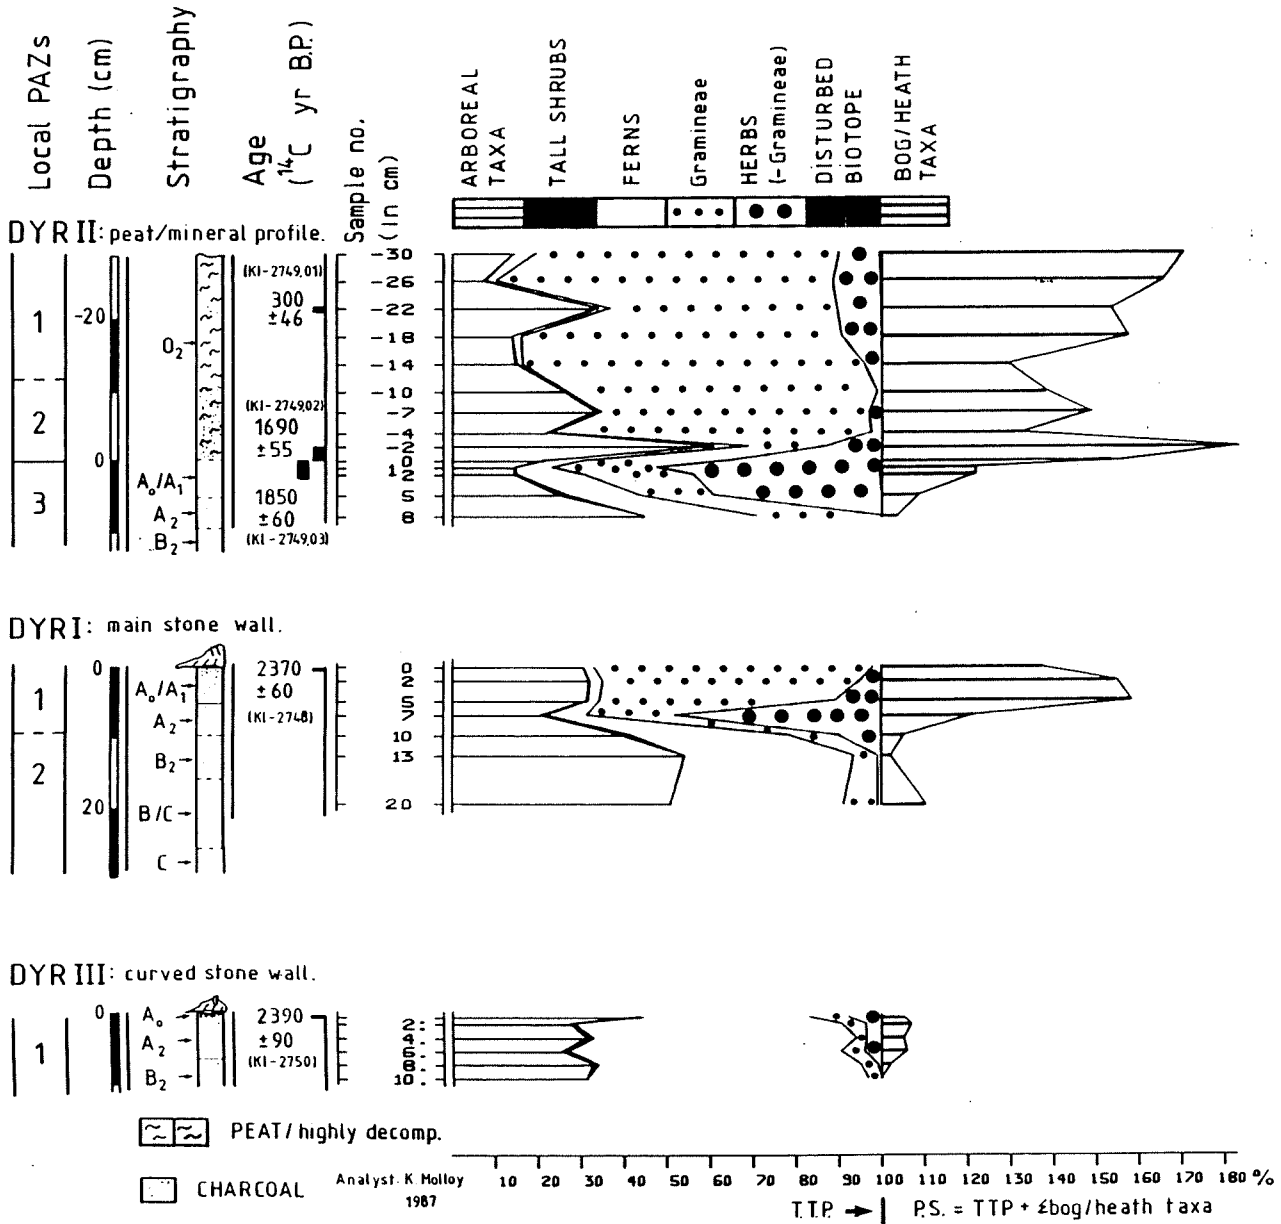 Local PAZs
Depth (cm)
Stratigraphy
Age
(¹⁴C yr B.P.)
Sample no.
(in cm)
ARBOREAL
TAXA
TALL SHRUBS
FERNS
Gramineae
HERBS
(-Gramineae)
DISTURBED
BIOTOPE
BOG/HEATH
TAXA
DYR II: peat/mineral profile.
1
2
3
-20
0
O₂
A₀/A₁
A₂
B₂
(KI-2749,01)
300
±46
(KI-2749,02)
1690
±55
1850
±60
(KI-2749,03)
-30
-26
-22
-18
-14
-10
-7
-4
-2
0
1
2
5
8
DYR I: main stone wall.
1
2
0
20
A₀/A₁
A₂
B₂
B/C
C
2370
±60
(KI-2748)
0
2
5
7
10
13
20
DYR III: curved stone wall.
1
0
A₀
A₂
B₂
2390
±90
(KI-2750)
2
4
6
8
10
PEAT/highly decomp.
CHARCOAL
Analyst. K. Molloy
1987
10 20 30 40 50 60 70 80 90 100 110 120 130 140 150 160 170 180 %
T.T.P. → P.S. = TTP + Σbog/heath taxa